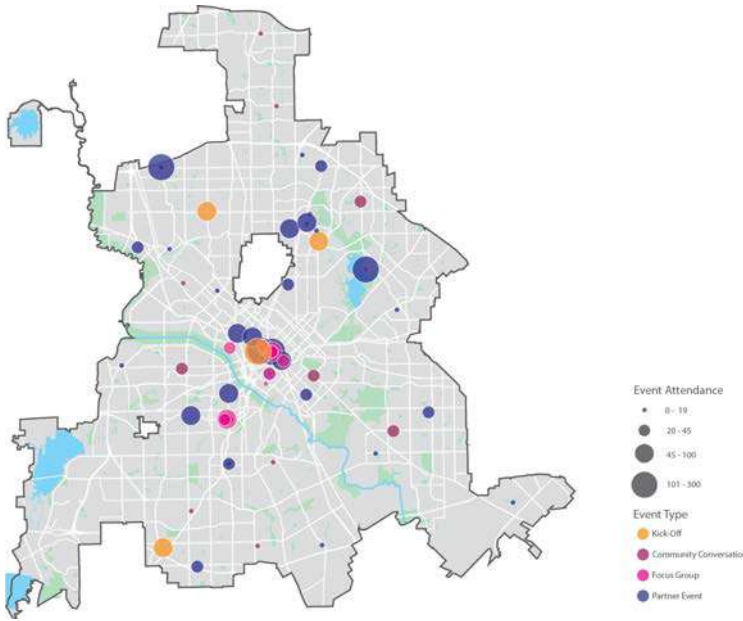 Event Attendance
0 - 19
20 - 45
45 - 100
101 - 300
Event Type
Kick-Off
Community Conversation
Focus Group
Partner Event